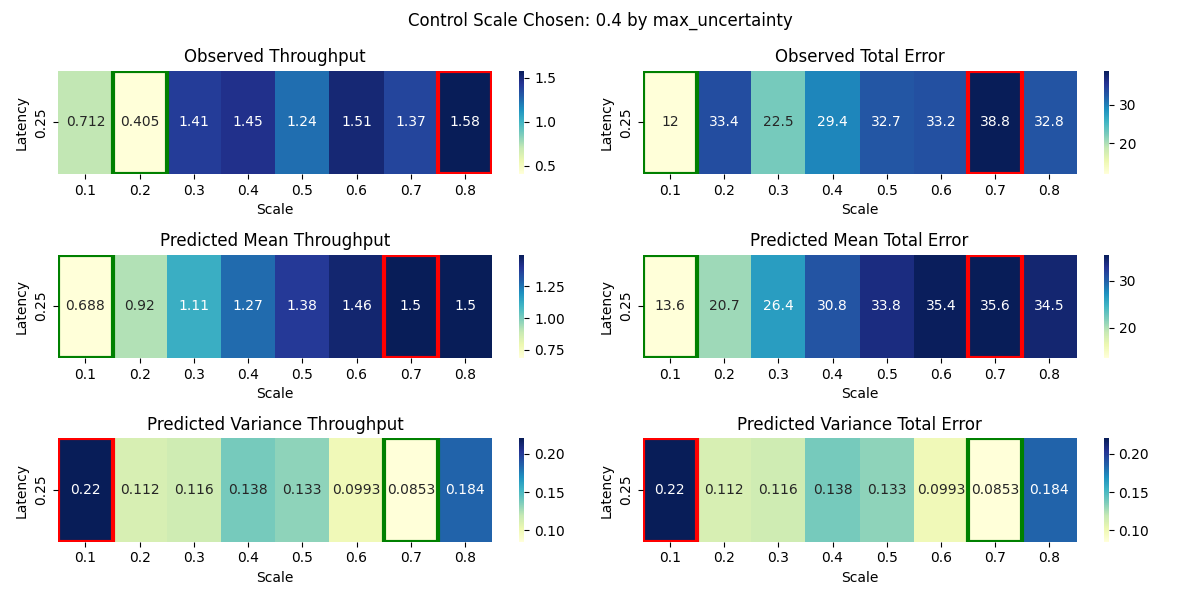 Control Scale Chosen: 0.4 by max_uncertainty
Observed Throughput
Latency
0.25
0.712 0.405 1.41 1.45 1.24 1.51 1.37 1.58
0.1 0.2 0.3 0.4 0.5 0.6 0.7 0.8
Scale
1.5
1.0
0.5
Observed Total Error
Latency
0.25
12 33.4 22.5 29.4 32.7 33.2 38.8 32.8
0.1 0.2 0.3 0.4 0.5 0.6 0.7 0.8
Scale
30
20
Predicted Mean Throughput
Latency
0.25
0.688 0.92 1.11 1.27 1.38 1.46 1.5 1.5
0.1 0.2 0.3 0.4 0.5 0.6 0.7 0.8
Scale
1.25
1.00
0.75
Predicted Mean Total Error
Latency
0.25
13.6 20.7 26.4 30.8 33.8 35.4 35.6 34.5
0.1 0.2 0.3 0.4 0.5 0.6 0.7 0.8
Scale
30
20
Predicted Variance Throughput
Latency
0.25
0.22 0.112 0.116 0.138 0.133 0.0993 0.0853 0.184
0.1 0.2 0.3 0.4 0.5 0.6 0.7 0.8
Scale
0.20
0.15
0.10
Predicted Variance Total Error
Latency
0.25
0.22 0.112 0.116 0.138 0.133 0.0993 0.0853 0.184
0.1 0.2 0.3 0.4 0.5 0.6 0.7 0.8
Scale
0.20
0.15
0.10